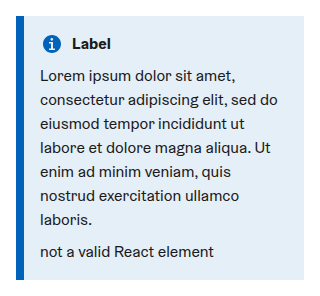 Label
Lorem ipsum dolor sit amet,
consectetur adipiscing elit, sed do
eiusmod tempor incididunt ut
labore et dolore magna aliqua. Ut
enim ad minim veniam, quis
nostrud exercitation ullamco
laboris.
not a valid React element